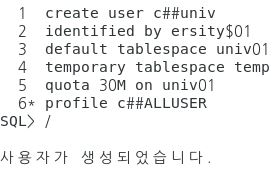 1 create user c##univ
2 identified by ersity$01
3 default tablespace univ01
4 temporary tablespace temp
5 quota 30M on univ01
6* profile c##ALLUSER
SQL> /
사용자가 생성되었습니다.